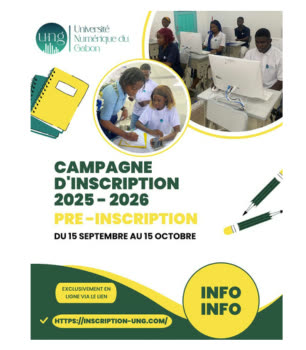 ung
Université
Numérique du
Gabon
CAMPAGNE
D'INSCRIPTION
2025 - 2026
PRE-INSCRIPTION
DU 15 SEPTEMBRE AU 15 OCTOBRE
EXCLUSIVEMENT EN
LIGNE VIA LE LIEN
HTTPS://INSCRIPTION-UNG.COM/
INFO
INFO